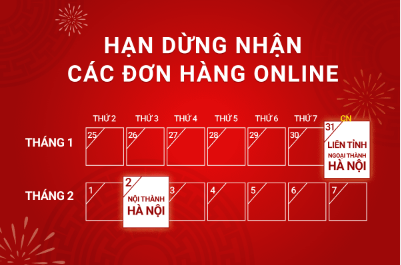 HẠN DỪNG NHẬN
CÁC ĐƠN HÀNG ONLINE
THỨ 2 THỨ 3 THỨ 4 THỨ 5 THỨ 6 THỨ 7 CN
THÁNG 1 25 26 27 28 29 30 31
LIÊN TỈNH
NGOẠI THÀNH
HÀ NỘI
THÁNG 2 1 2 3 4 5 6 7
NỘI THÀNH
HÀ NỘI